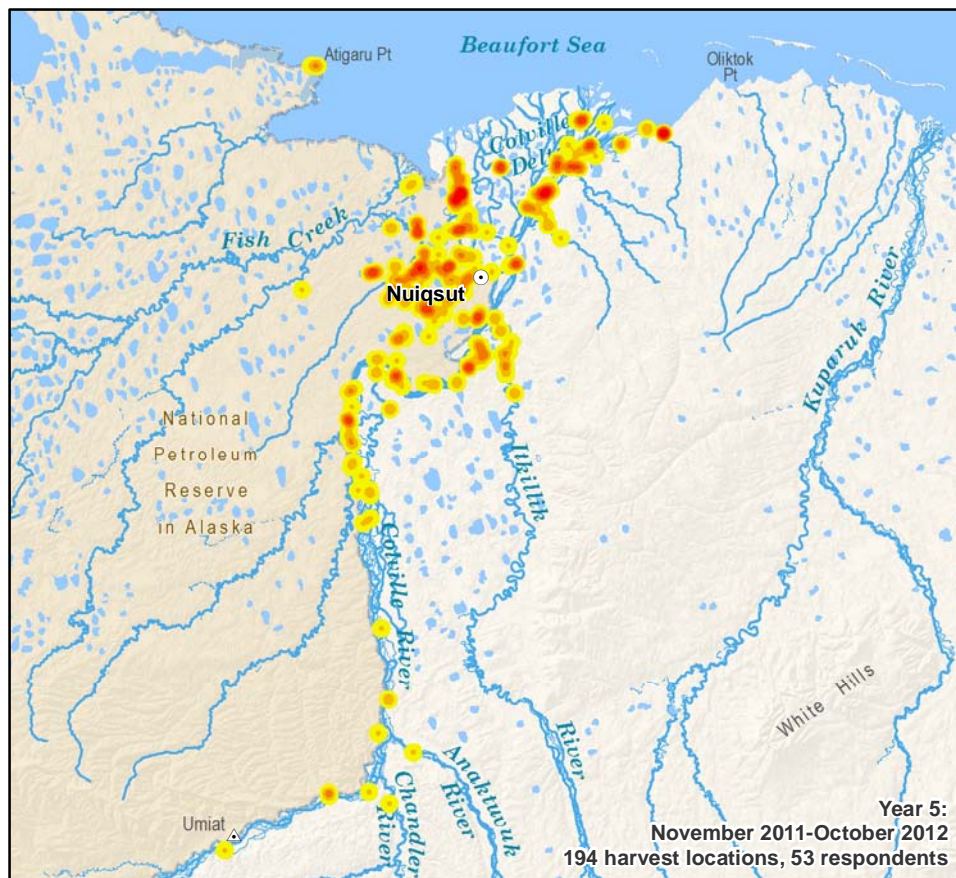 Beaufort Sea
Atigaru Pt
Oliktok
Pt
Colville
Delta
Fish Creek
Nuiqsut
Kuparuk River
National
Petroleum
Reserve
in Alaska
Itkillik
River
Colville
River
White Hills
Anaktuvuk
River
Chandler
River
Umiat
Year 5:
November 2011-October 2012
194 harvest locations, 53 respondents